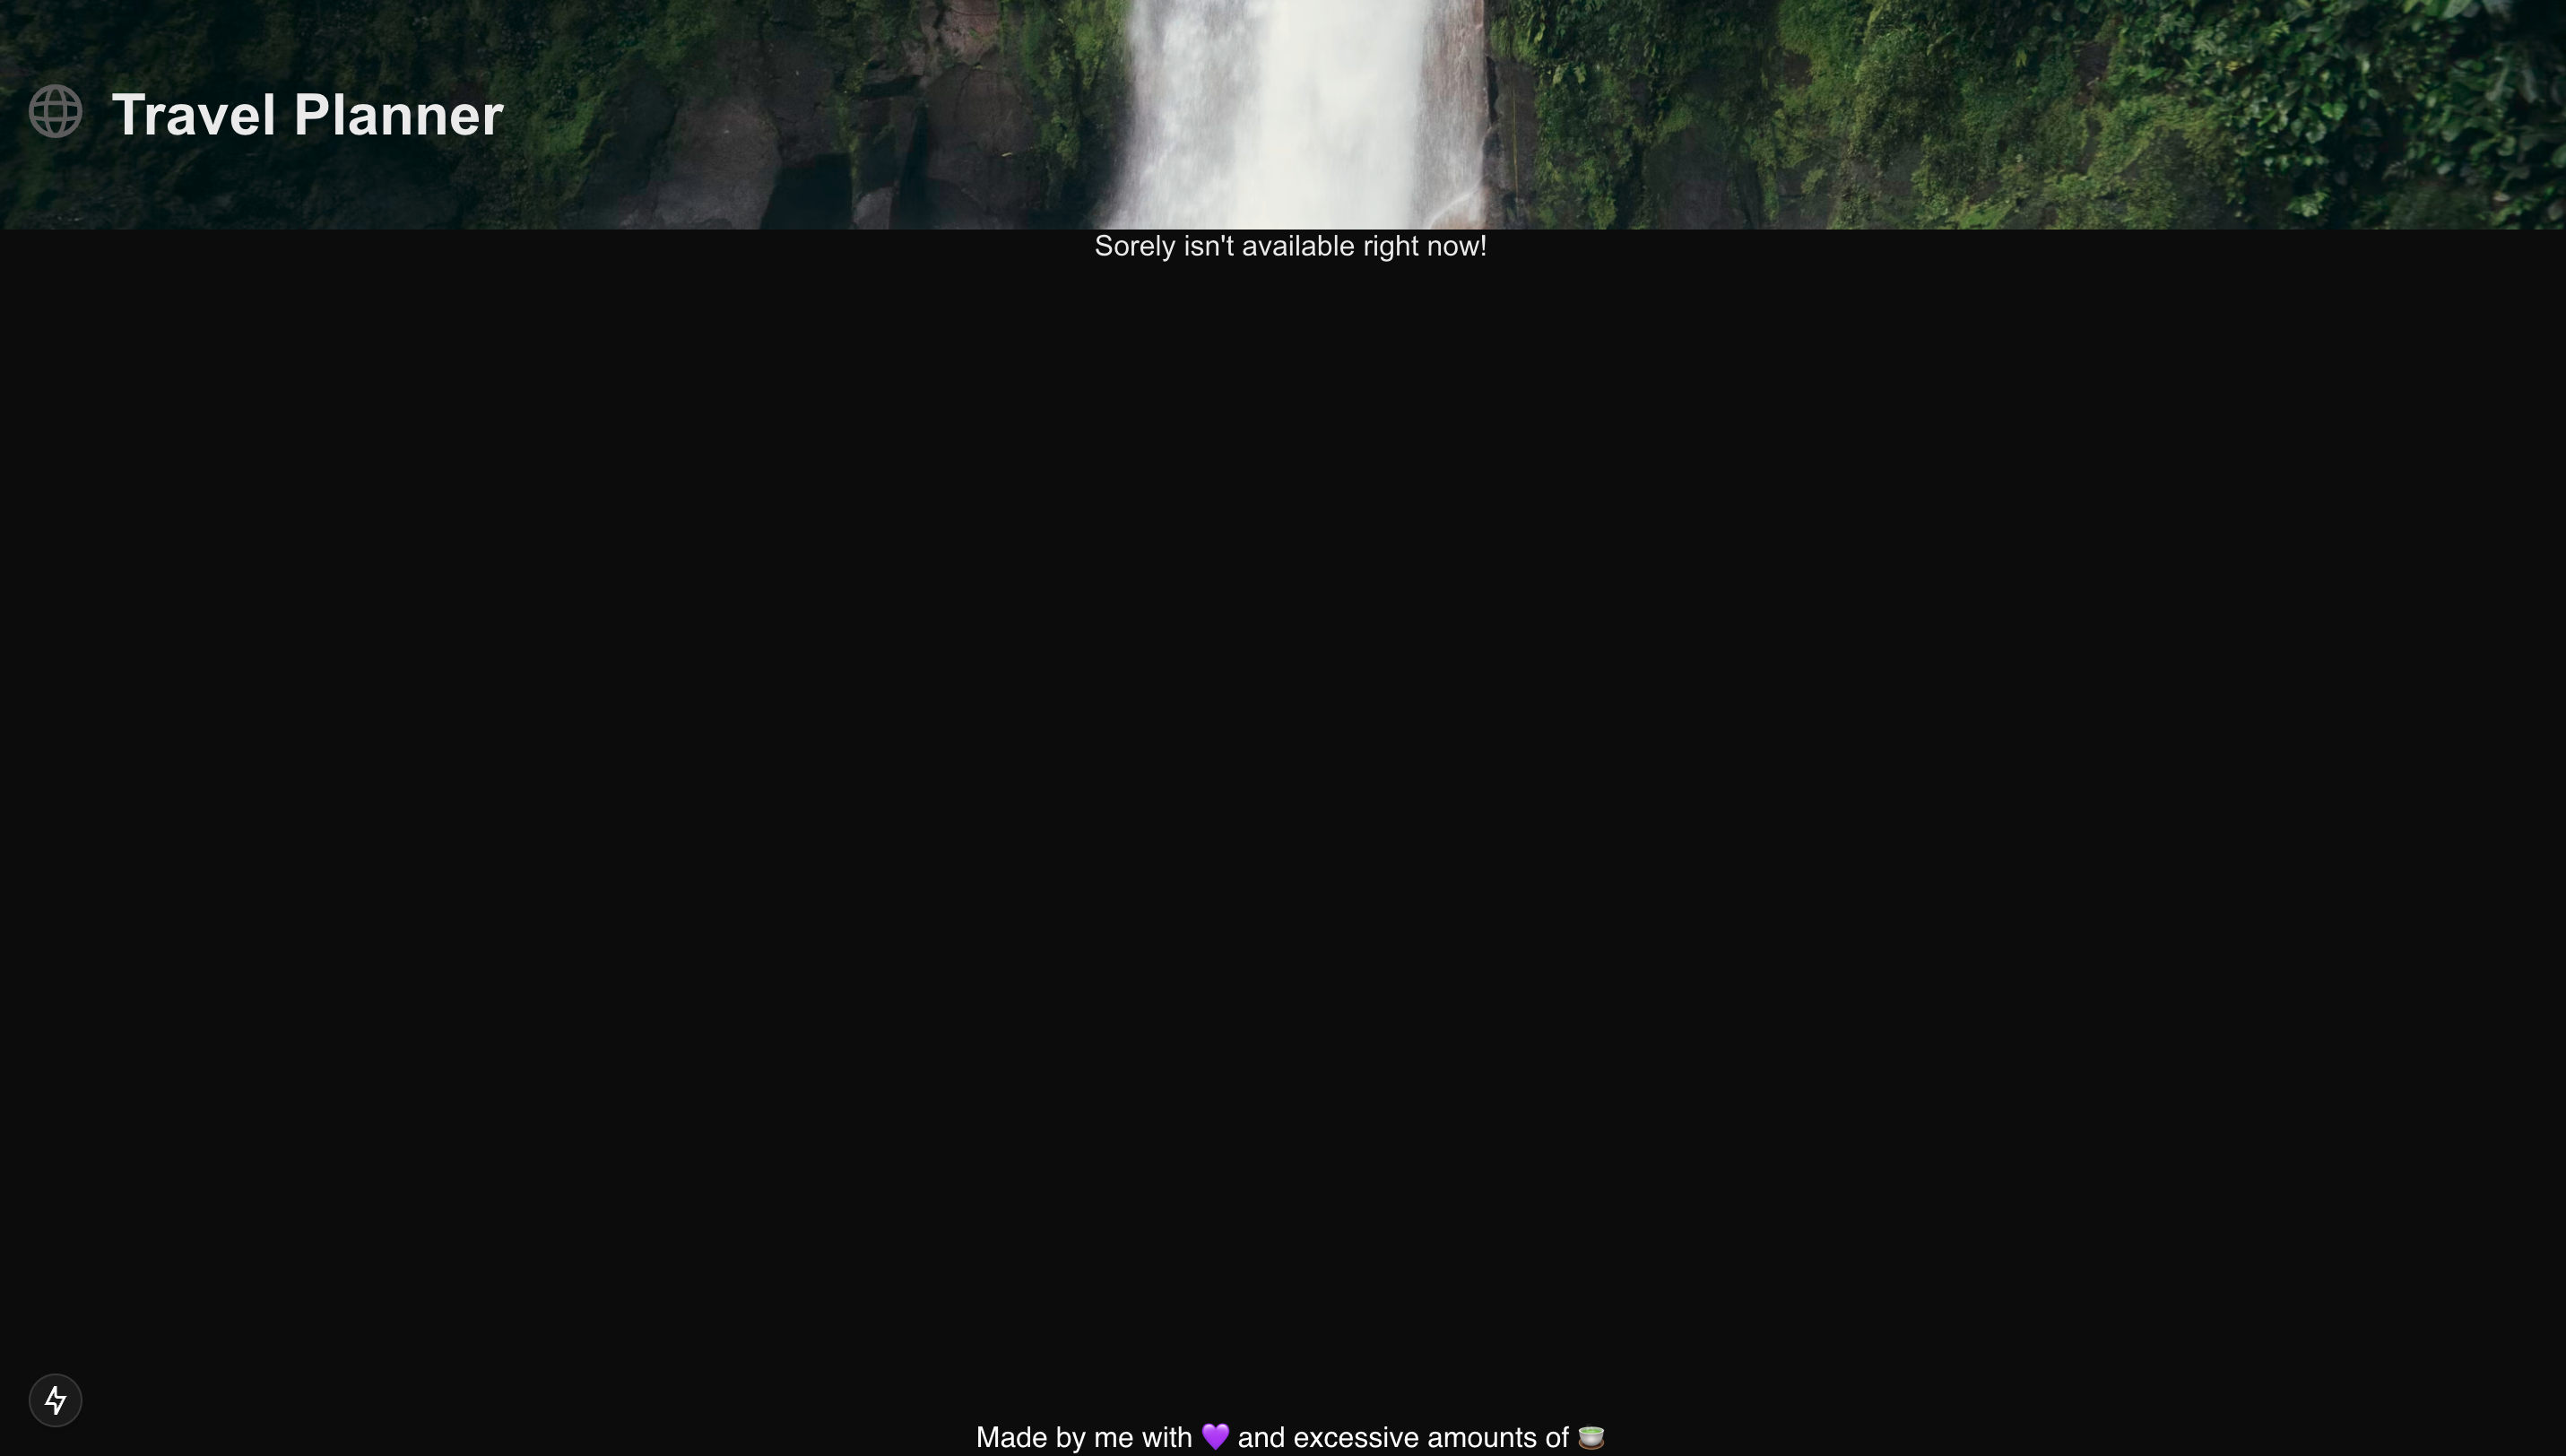 Travel Planner
Sorely isn't available right now!
Made by me with 💜 and excessive amounts of 🍵